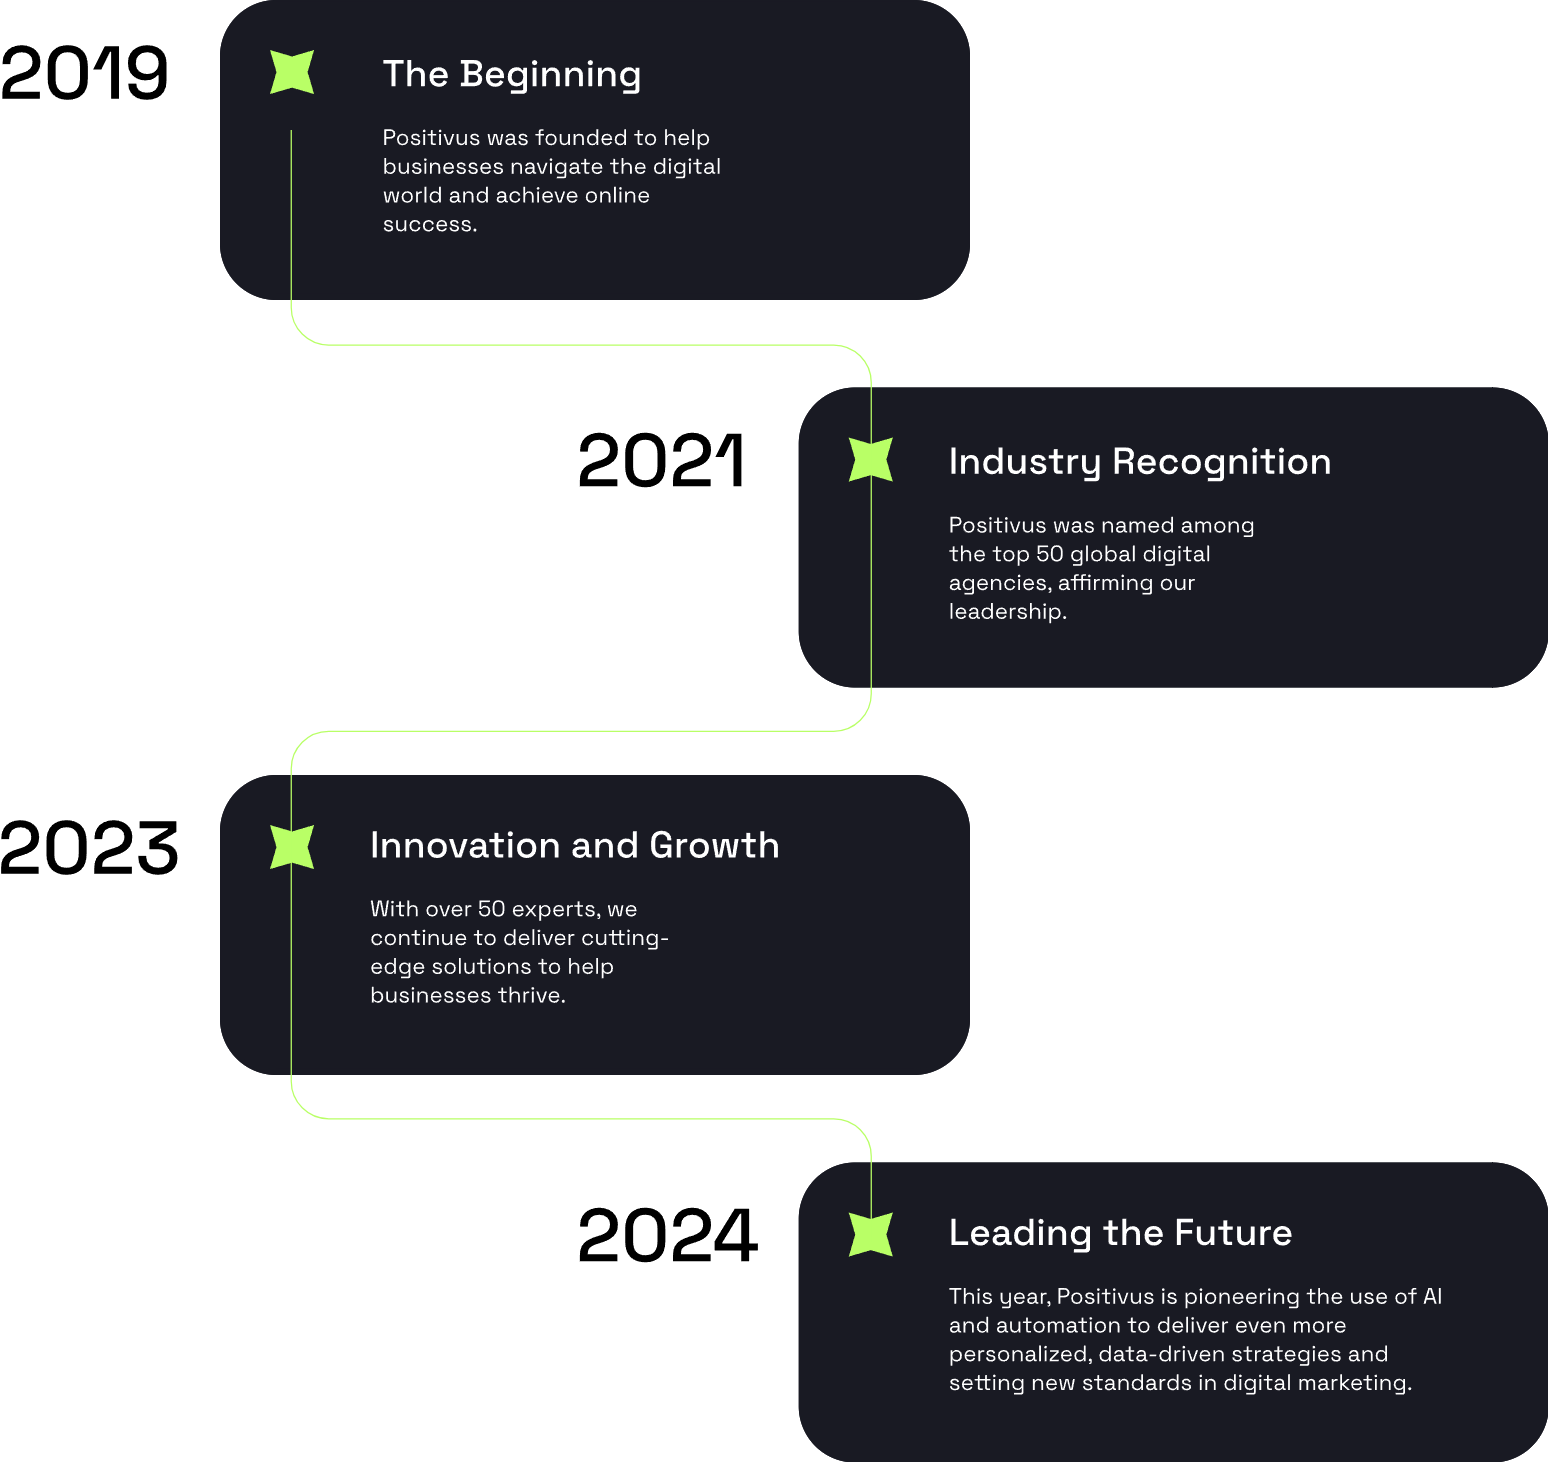 2019
The Beginning
Positivus was founded to help
businesses navigate the digital
world and achieve online
success.
2021
Industry Recognition
Positivus was named among
the top 50 global digital
agencies, affirming our
leadership.
2023
Innovation and Growth
With over 50 experts, we
continue to deliver cutting-
edge solutions to help
businesses thrive.
2024
Leading the Future
This year, Positivus is pioneering the use of AI
and automation to deliver even more
personalized, data-driven strategies and
setting new standards in digital marketing.